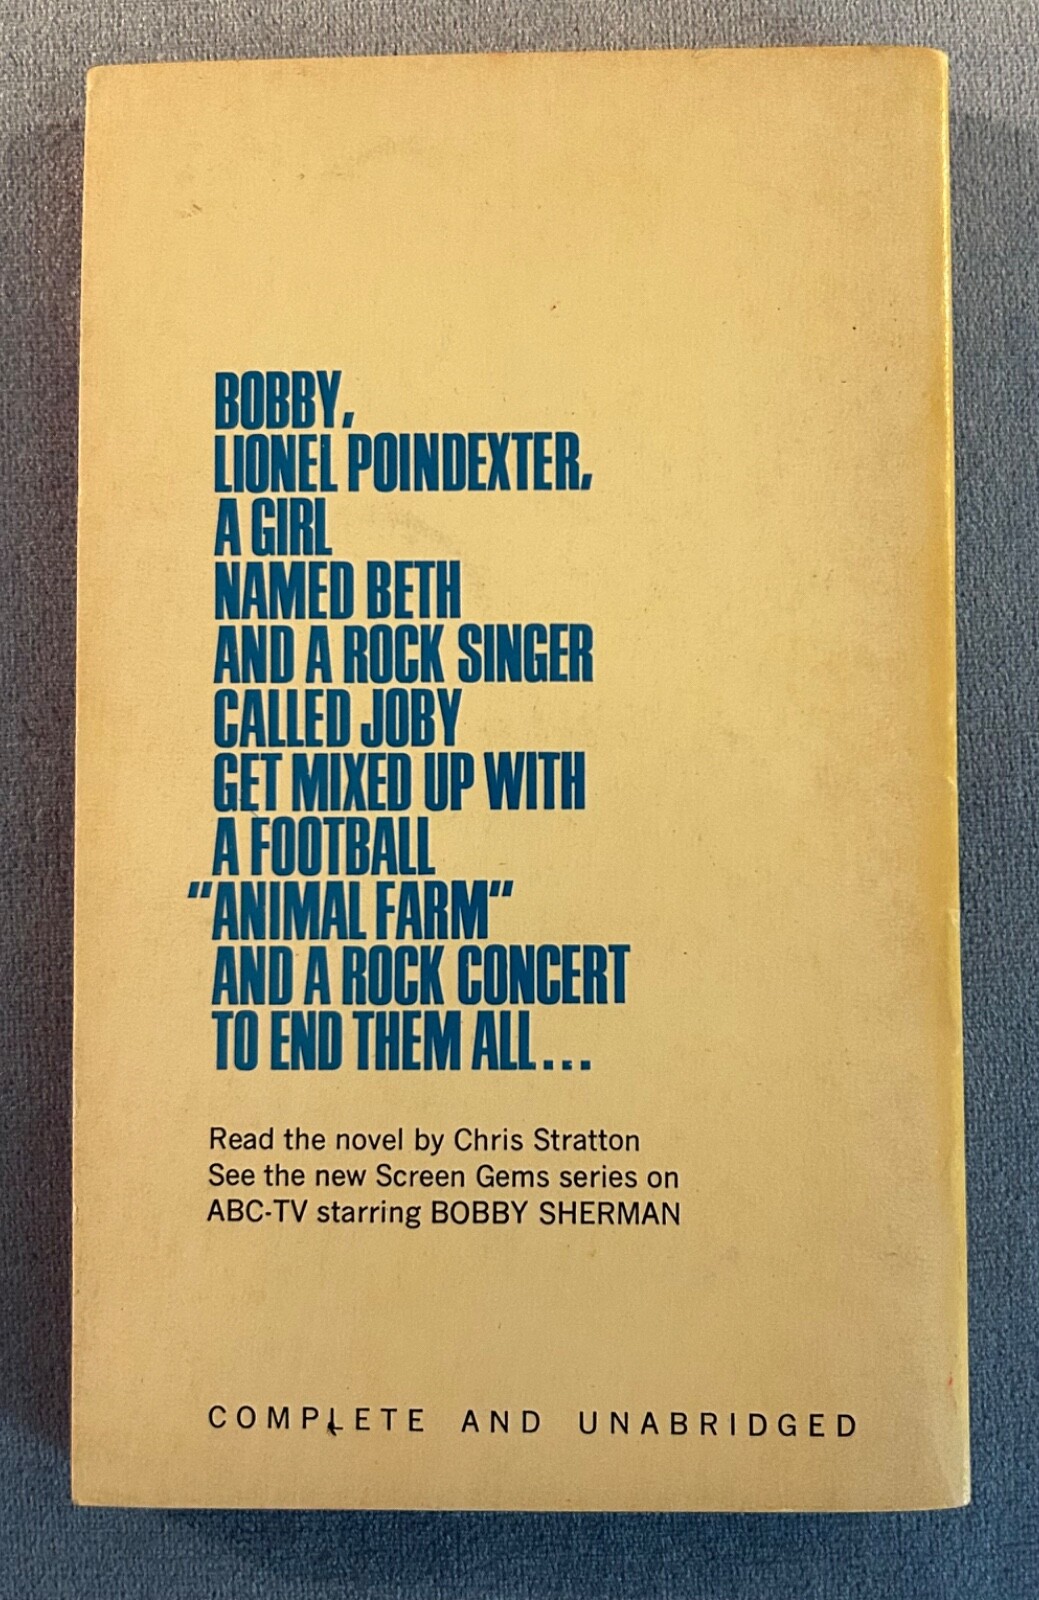 BOBBY,
LIONEL POINDEXTER,
A GIRL
NAMED BETH
AND A ROCK SINGER
CALLED JOBY
GET MIXED UP WITH
A FOOTBALL
"ANIMAL FARM"
AND A ROCK CONCERT
TO END THEM ALL...
Read the novel by Chris Stratton
See the new Screen Gems series on
ABC-TV starring BOBBY SHERMAN
COMPLETE AND UNABRIDGED